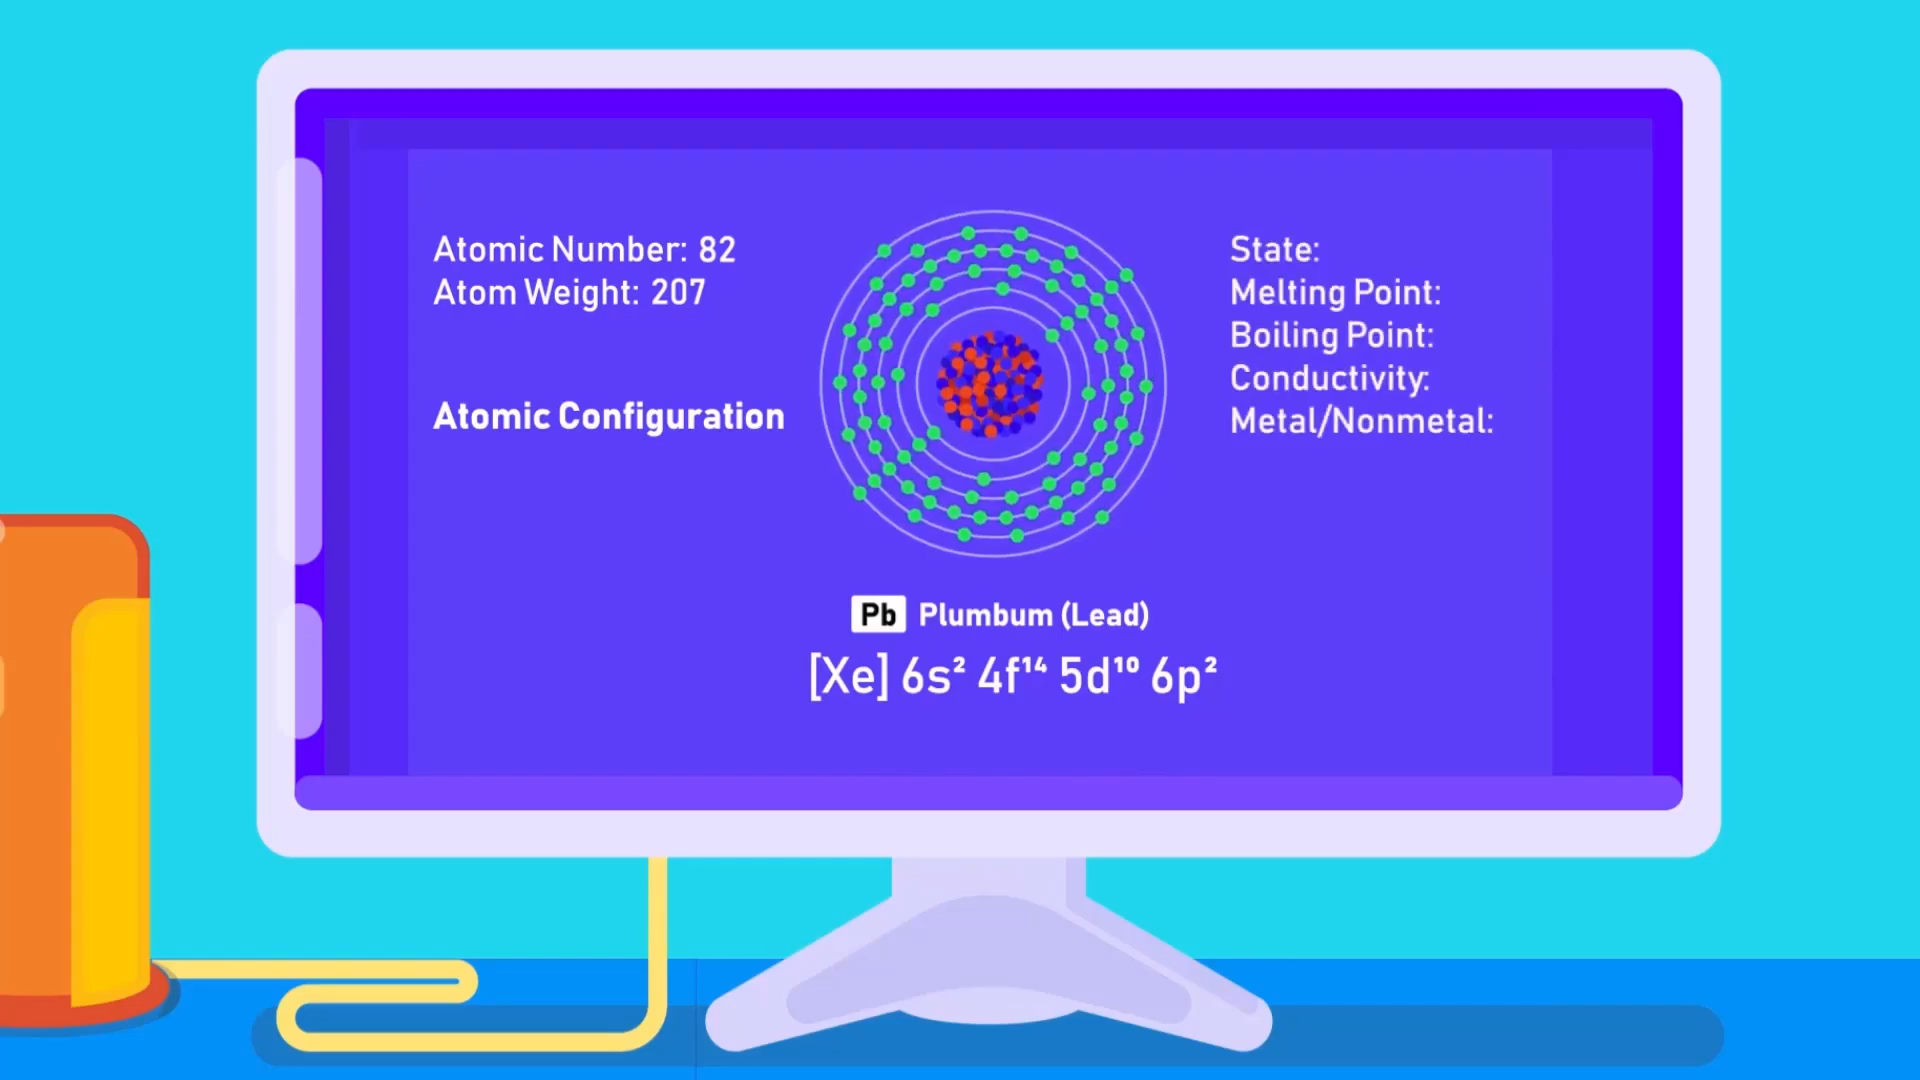 Atomic Number: 82
Atom Weight: 207
Atomic Configuration
State:
Melting Point:
Boiling Point:
Conductivity:
Metal/Nonmetal:
Pb Plumbum (Lead)
[Xe] 6s² 4f¹⁴ 5d¹⁰ 6p²